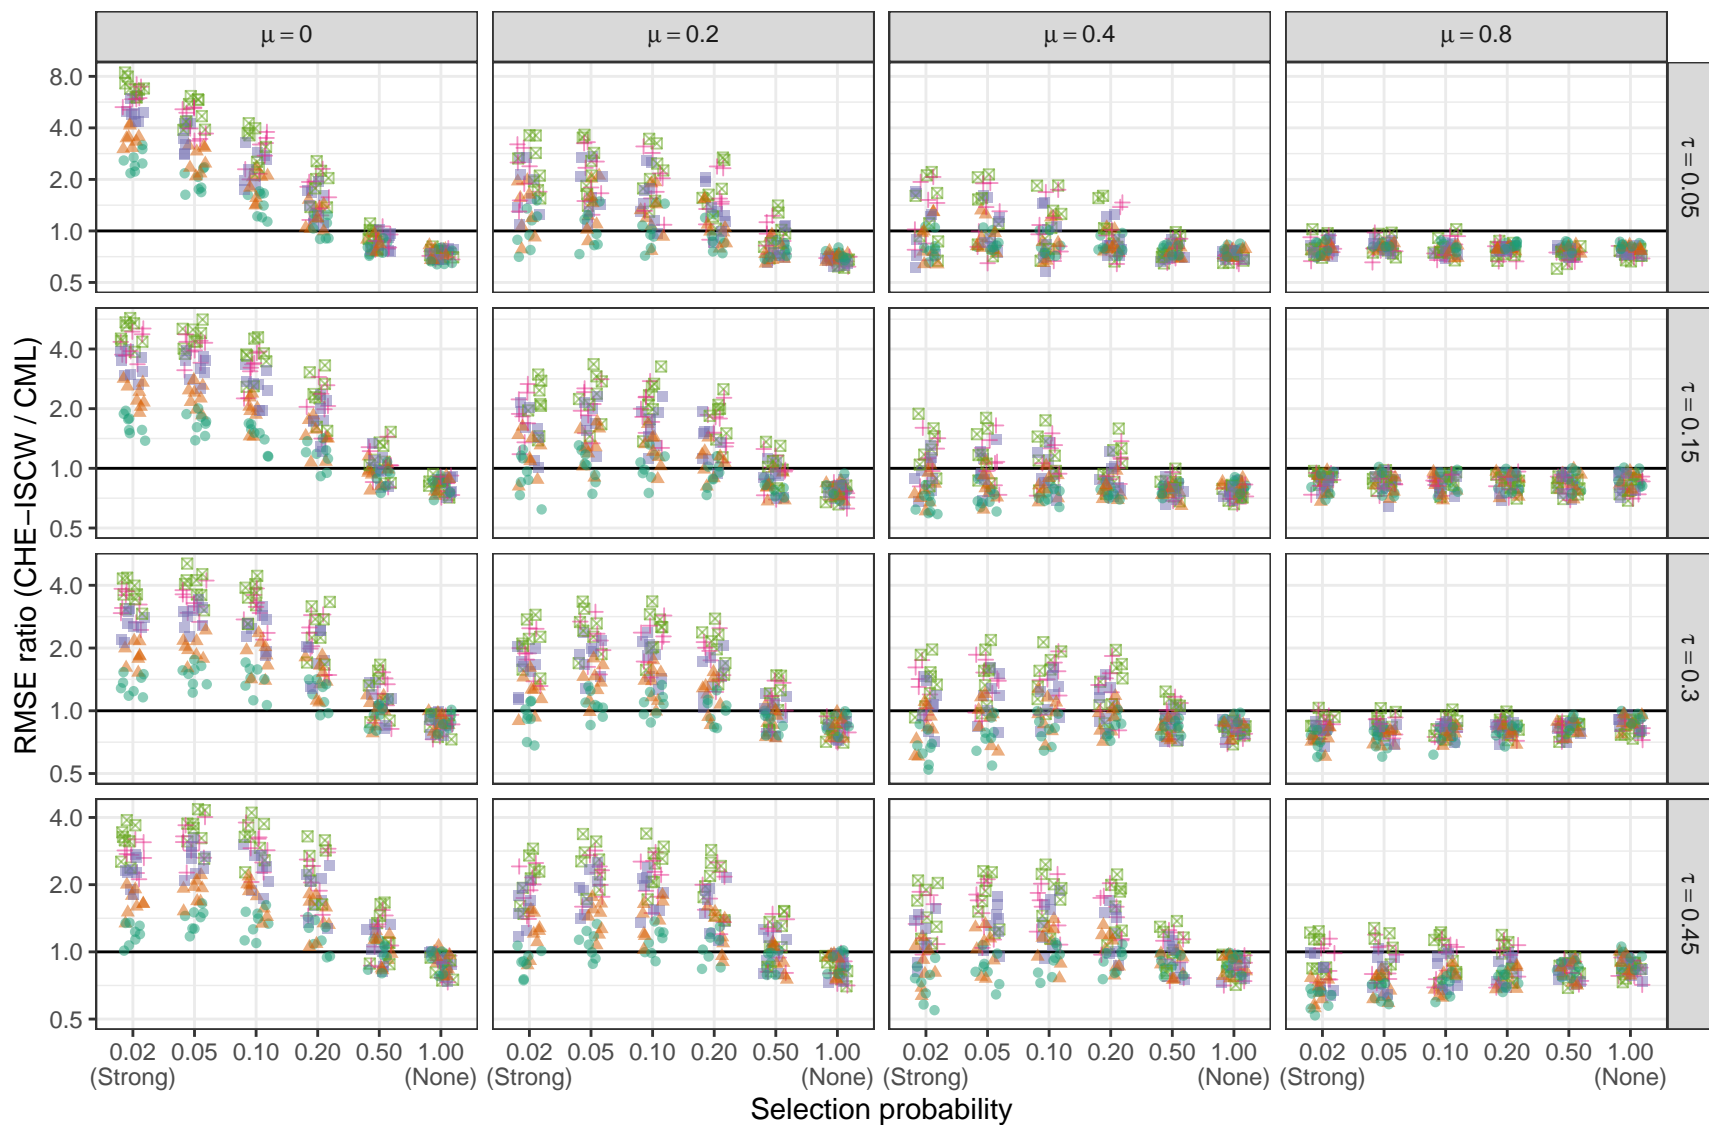 μ = 0
μ = 0.2
μ = 0.4
μ = 0.8
RMSE ratio (CHE−ISCW / CML)
8.0
4.0
2.0
1.0
0.5
τ = 0.05
4.0
2.0
1.0
0.5
τ = 0.15
4.0
2.0
1.0
0.5
τ = 0.3
4.0
2.0
1.0
0.5
τ = 0.45
0.02 0.05 0.10 0.20 0.50 1.00
(Strong) (None)
0.02 0.05 0.10 0.20 0.50 1.00
(Strong) (None)
0.02 0.05 0.10 0.20 0.50 1.00
(Strong) (None)
0.02 0.05 0.10 0.20 0.50 1.00
(Strong) (None)
Selection probability